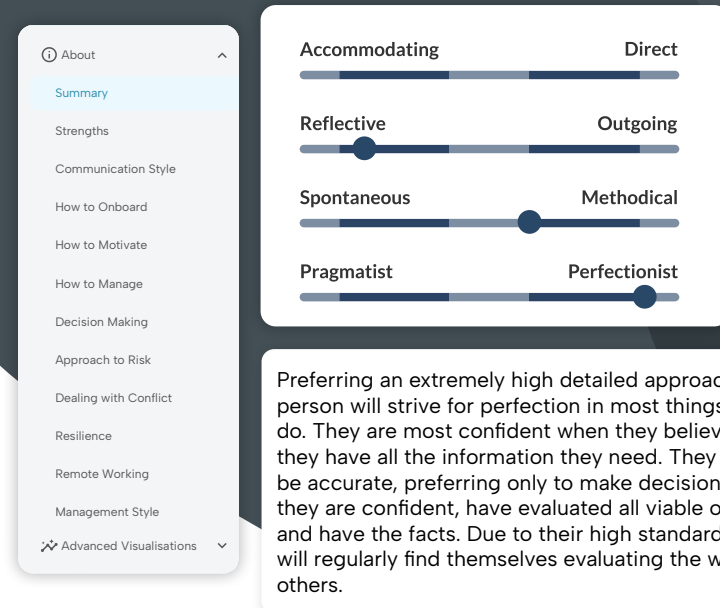 About
Summary
Strengths
Communication Style
How to Onboard
How to Motivate
How to Manage
Decision Making
Approach to Risk
Dealing with Conflict
Resilience
Remote Working
Management Style
Advanced Visualisations
Accommodating Direct
Reflective Outgoing
Spontaneous Methodical
Pragmatist Perfectionist
Preferring an extremely high detailed
person will strive for perfection in most things
do. They are most confident when they
they have all the information they need. They
be accurate, preferring only to make decision
they are confident, have evaluated all viable
and have the facts. Due to their high standard
will regularly find themselves evaluating the
others.